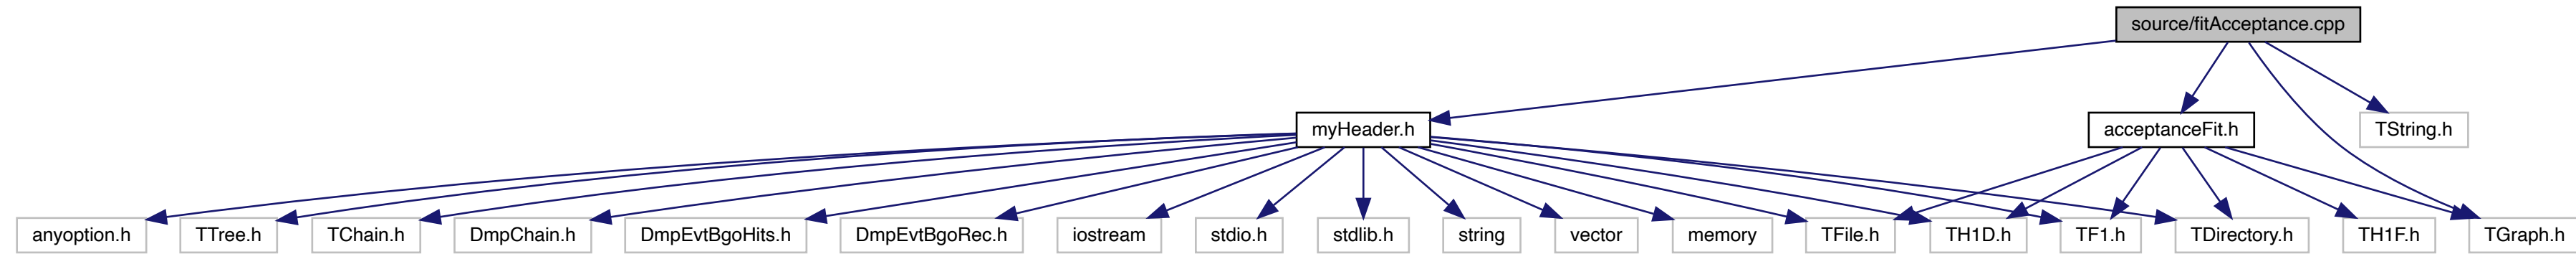 source/fitAcceptance.cpp
myHeader.h
acceptanceFit.h
TString.h
anyoption.h
TTree.h
TChain.h
DmpChain.h
DmpEvtBgoHits.h
DmpEvtBgoRec.h
iostream
stdio.h
stdlib.h
string
vector
memory
TFile.h
TH1D.h
TF1.h
TDirectory.h
TH1F.h
TGraph.h